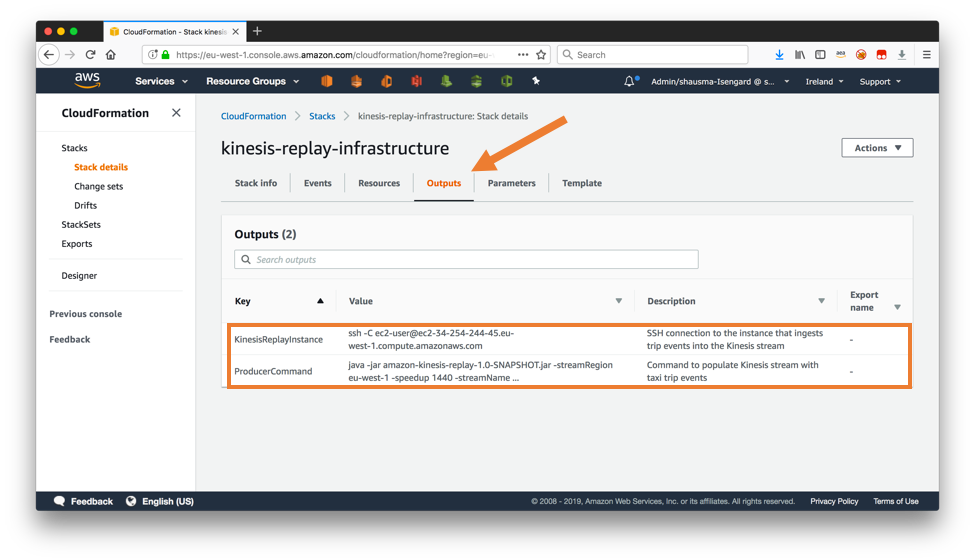 CloudFormation - Stack kinesis
https://eu-west-1.console.aws.amazon.com/cloudformation/home?region=eu-
Search
aws
Services
Resource Groups
Admin/shausma-Isengard @ s...
Ireland
Support
CloudFormation
Stacks
Stack details
Change sets
Drifts
StackSets
Exports
Designer
Previous console
Feedback
CloudFormation
Stacks
kinesis-replay-infrastructure: Stack details
kinesis-replay-infrastructure
Actions
Stack info
Events
Resources
Outputs
Parameters
Template
Outputs (2)
Search outputs
Key
Value
Description
Export
name
KinesisReplayInstance
ssh -C ec2-user@ec2-34-254-244-45.eu-
west-1.compute.amazonaws.com
SSH connection to the instance that ingests
trip events into the Kinesis stream
-
ProducerCommand
java -jar amazon-kinesis-replay-1.0-SNAPSHOT.jar -streamRegion
eu-west-1 -speedup 1440 -streamName ...
Command to populate Kinesis stream with
taxi trip events
-
Feedback
English (US)
© 2008 - 2019, Amazon Web Services, Inc. or its affiliates. All rights reserved.
Privacy Policy
Terms of Use